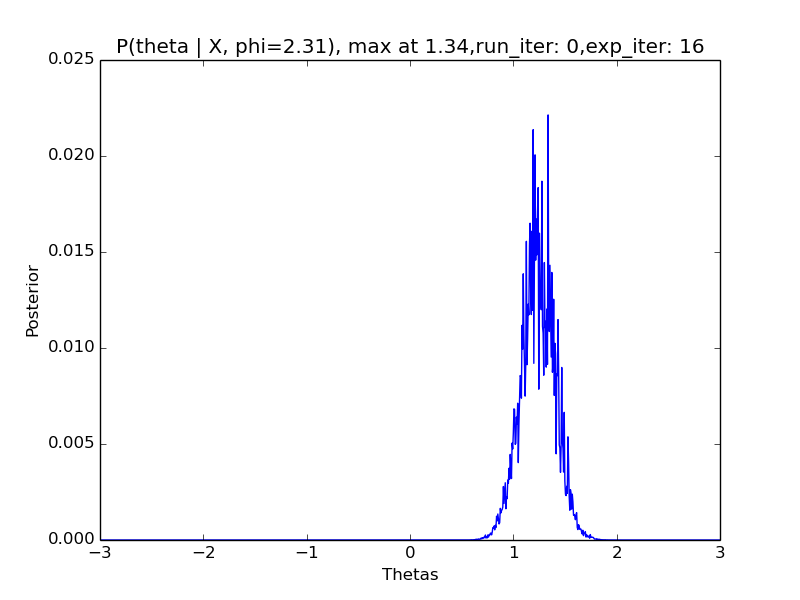 P(theta | X, phi=2.31), max at 1.34,run_iter: 0,exp_iter: 16
0.025
0.020
0.015
0.010
0.005
0.000
Posterior
−3 −2 −1 0 1 2 3
Thetas